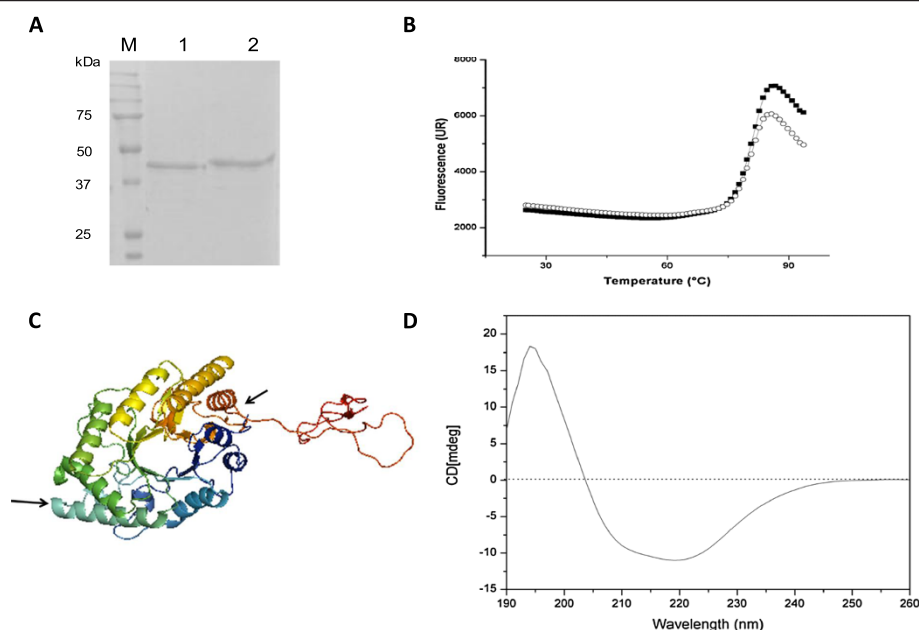 A
B
M 1 2
kDa
75
50
37
25
8000
6000
4000
2000
Fluorescence (UR)
30 60 90
Temperature (ºC)
C
D
20
15
10
5
0
-5
-10
-15
CD[mdeg]
190 200 210 220 230 240 250 260
Wavelength (nm)